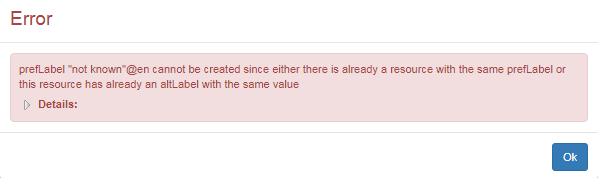 Error
prefLabel "not known"@en cannot be created since either there is already a resource with the same prefLabel or
this resource has already an altLabel with the same value
Details:
Ok